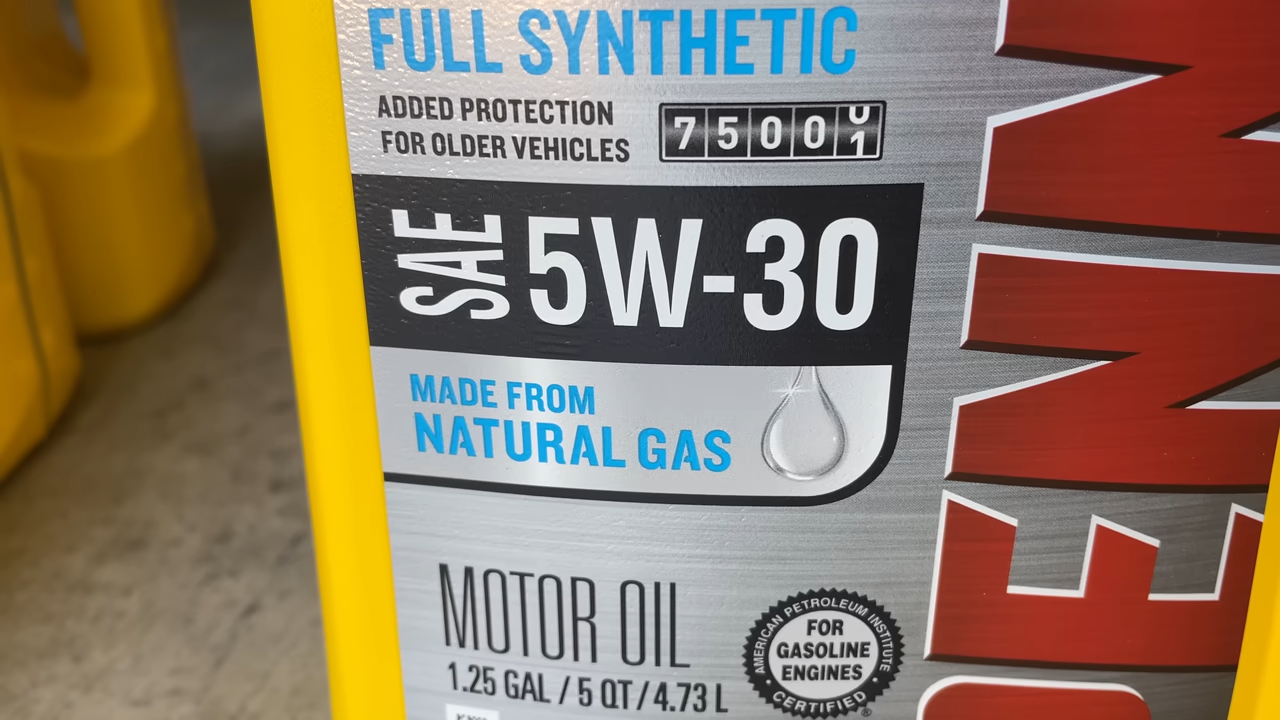 FULL SYNTHETIC
ADDED PROTECTION
FOR OLDER VEHICLES
7500
1
SAE 5W-30
MADE FROM
NATURAL GAS
MOTOR OIL
1.25 GAL / 5 QT / 4.73 L
AMERICAN PETROLEUM INSTITUTE
FOR
GASOLINE
ENGINES
CERTIFIED
®